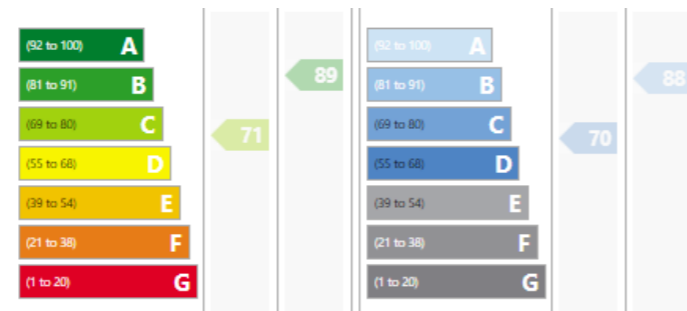 (92 to 100) A
(81 to 91) B
89
(69 to 80) C
71
(55 to 68) D
(39 to 54) E
(21 to 38) F
(1 to 20) G
(92 to 100) A
(81 to 91) B
88
(69 to 80) C
70
(55 to 68) D
(39 to 54) E
(21 to 38) F
(1 to 20) G